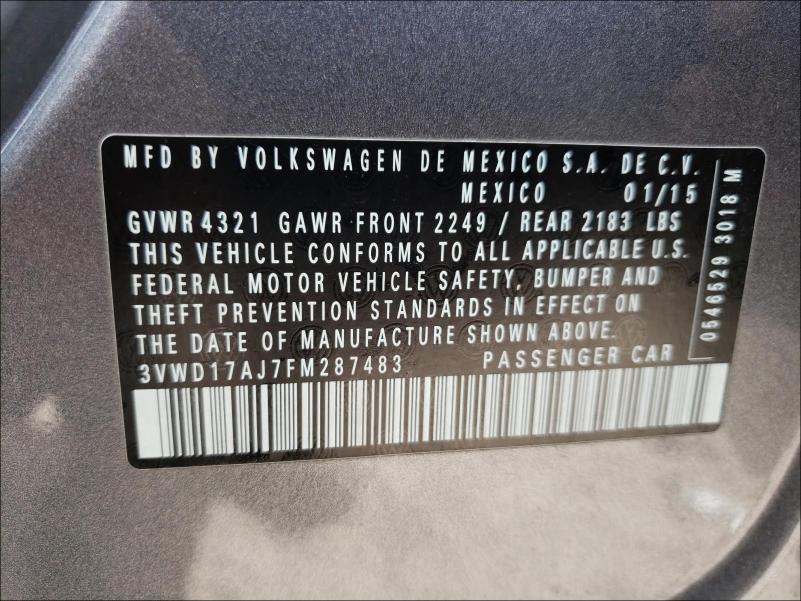 MFD BY VOLKSWAGEN DE MEXICO S.A. DE C.V.
MEXICO 01/15
GVWR 4321 GAWR FRONT 2249 / REAR 2183 LBS
THIS VEHICLE CONFORMS TO ALL APPLICABLE U.S.
FEDERAL MOTOR VEHICLE SAFETY, BUMPER AND
THEFT PREVENTION STANDARDS IN EFFECT ON
THE DATE OF MANUFACTURE SHOWN ABOVE.
3VWD17AJ7FM287483 PASSENGER CAR
0546529 3018 M